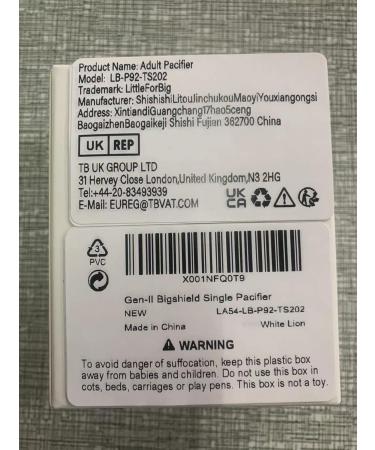 Product Name: Adult Pacifier
Model: LB-P92-TS202
Trademark: LittleForBig
Manufacturer: ShishishiLitouJinchukouMaoyiYouxiangongsi
Address: XintiandiGuangchang17hao5ceng
BaogaizhenBaogaikeji Shishi Fujian 362700 China
UK REP
TB UK GROUP LTD
31 Hervey Close London,United Kingdom,N3 2HG
Tel:+44-20-83493939
E-Mail: EUREG@TBVAT.COM
UK
CA
3
PVC
X001NFQ0T9
Gen-II Bigshield Single Pacifier
NEW LA54-LB-P92-TS202
Made in China White Lion
WARNING
To avoid danger of suffocation, keep this plastic box
away from babies and children. Do not use this box in
cots, beds, carriages or play pens. This box is not a toy.